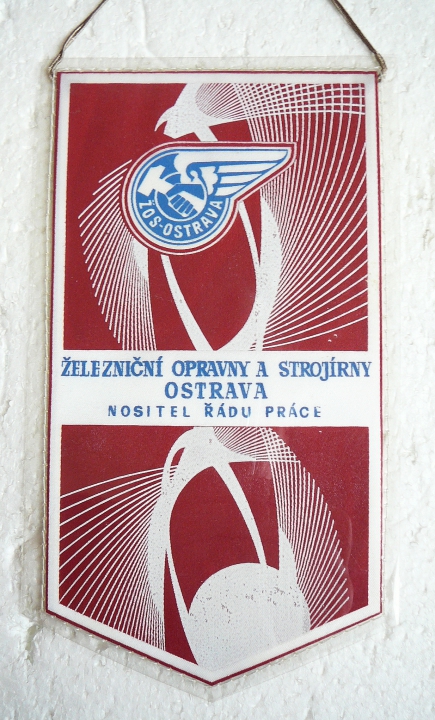 ŽOS-OSTRAVA
ŽELEZNIČNÍ OPRAVNY A STROJÍRNY
OSTRAVA
NOSITEL ŘÁDU PRÁCE